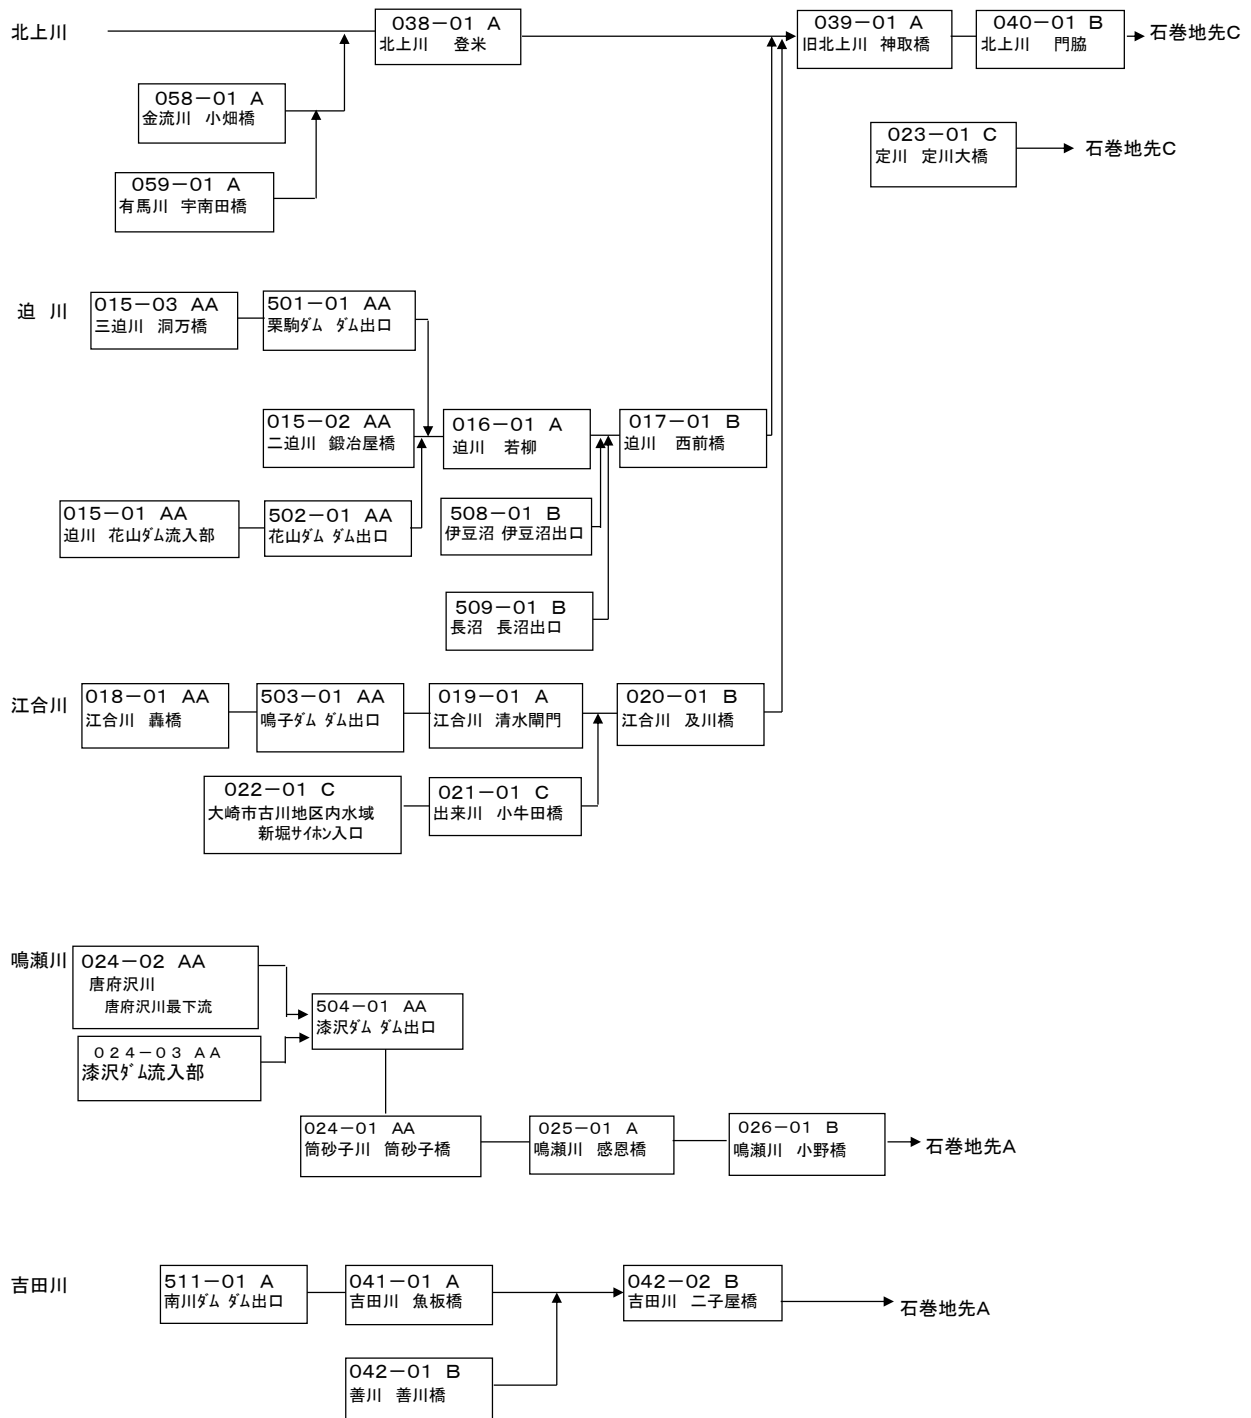 北上川
038－01 A
北上川　登米
039－01 A
旧北上川 神取橋
040－01 B
北上川　門脇
石巻地先C
058－01 A
金流川 小畑橋
023－01 C
定川 定川大橋
石巻地先C
059－01 A
有馬川 宇南田橋
迫 川
015－03 AA
三迫川 洞万橋
501－01 AA
栗駒ﾀﾞﾑ ﾀﾞﾑ出口
015－02 AA
二迫川 鍛冶屋橋
016－01 A
迫川　若柳
017－01 B
迫川　西前橋
015－01 AA
迫川 花山ﾀﾞﾑ流入部
502－01 AA
花山ﾀﾞﾑ ﾀﾞﾑ出口
508－01 B
伊豆沼 伊豆沼出口
509－01 B
長沼 長沼出口
江合川
018－01 AA
江合川 轟橋
503－01 AA
鳴子ﾀﾞﾑ ﾀﾞﾑ出口
019－01 A
江合川 清水閘門
020－01 B
江合川 及川橋
022－01 C
大崎市古川地区内水域
新堀ｻｲﾎﾝ入口
021－01 C
出来川 小牛田橋
鳴瀬川
024－02 AA
唐府沢川
唐府沢川最下流
504－01 AA
漆沢ﾀﾞﾑ ﾀﾞﾑ出口
024－03 AA
漆沢ﾀﾞﾑ流入部
024－01 AA
筒砂子川 筒砂子橋
025－01 A
鳴瀬川 感恩橋
026－01 B
鳴瀬川 小野橋
石巻地先A
吉田川
511－01 A
南川ﾀﾞﾑ ﾀﾞﾑ出口
041－01 A
吉田川 魚板橋
042－02 B
吉田川 二子屋橋
石巻地先A
042－01 B
善川 善川橋